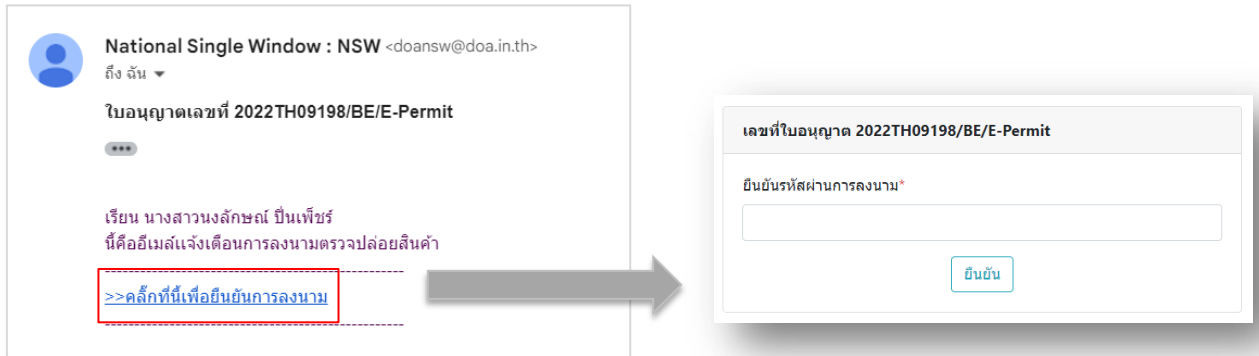 National Single Window : NSW <doansw@doa.in.th>
ถึง ฉัน
ใบอนุญาตเลขที่ 2022TH09198/BE/E-Permit
เรียน นางสาวนงลักษณ์ ปิ่นเพ็ชร์
นี้คืออีเมล์แจ้งเตือนการลงนามตรวจปล่อยสินค้า
-----------------------------------------------------
>>คลิ๊กที่นี้เพื่อยืนยันการลงนาม
-----------------------------------------------------
เลขที่ใบอนุญาต 2022TH09198/BE/E-Permit
ยืนยันรหัสผ่านการลงนาม*
ยืนยัน